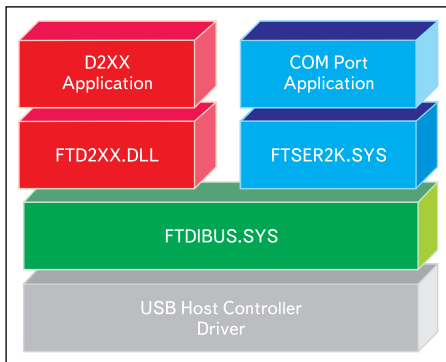 D2XX
Application
COM Port
Application
FTD2XX.DLL
FTSER2K.SYS
FTDIBUS.SYS
USB Host Controller
Driver